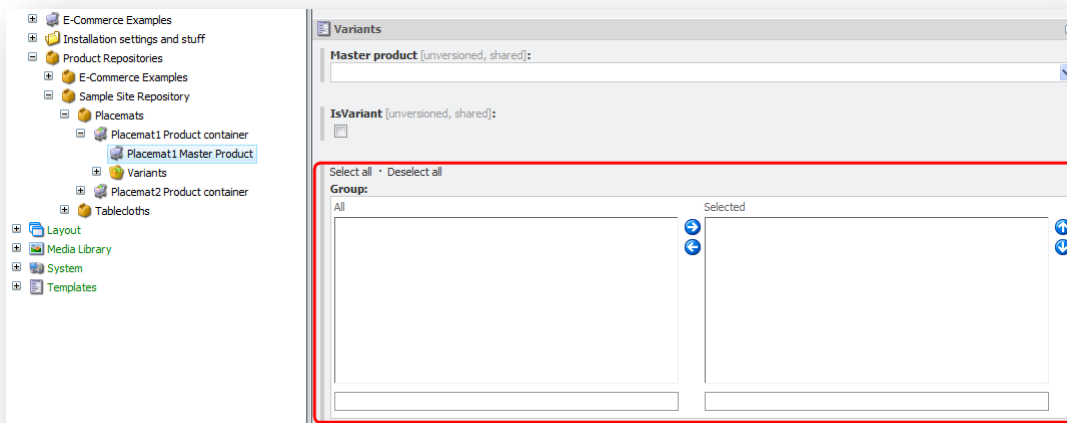 E-Commerce Examples
Installation settings and stuff
Product Repositories
E-Commerce Examples
Sample Site Repository
Placemats
Placemat1 Product container
Placemat1 Master Product
Variants
Placemat2 Product container
Tablecloths
Layout
Media Library
System
Templates
Variants
Master product [unversioned, shared]:
IsVariant [unversioned, shared]:
Select all · Deselect all
Group:
All Selected